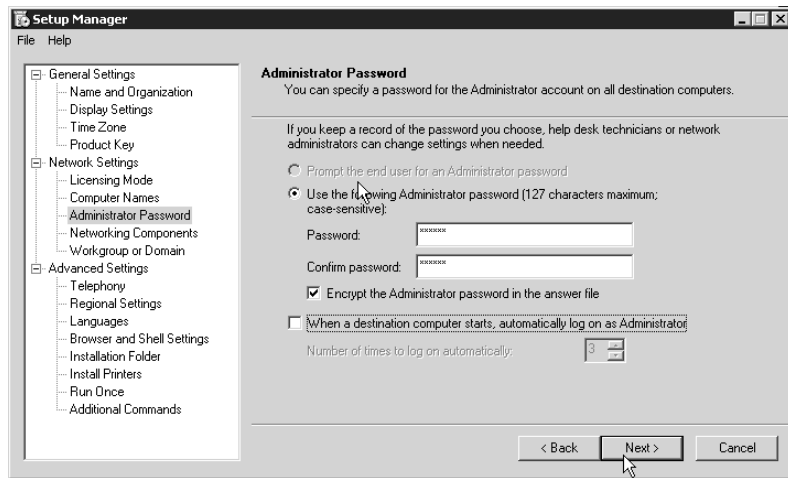 Setup Manager
File Help
General Settings
Name and Organization
Display Settings
Time Zone
Product Key
Network Settings
Licensing Mode
Computer Names
Administrator Password
Networking Components
Workgroup or Domain
Advanced Settings
Telephony
Regional Settings
Languages
Browser and Shell Settings
Installation Folder
Install Printers
Run Once
Additional Commands
Administrator Password
You can specify a password for the Administrator account on all destination computers.
If you keep a record of the password you choose, help desk technicians or network
administrators can change settings when needed.
Prompt the end user for an Administrator password
Use the following Administrator password (127 characters maximum;
case-sensitive):
Password: ××××××
Confirm password: ××××××
Encrypt the Administrator password in the answer file
When a destination computer starts, automatically log on as Administrator
Number of times to log on automatically: 3
< Back Next > Cancel